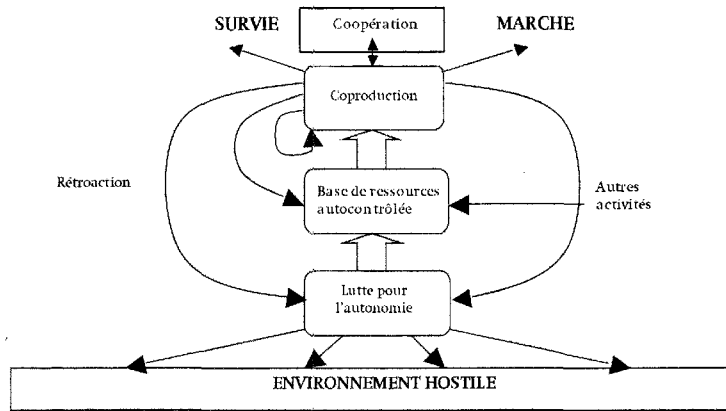 SURVIE
Coopération
MARCHE
Coproduction
Rétroaction
Base de ressources
autocontrôlée
Autres
activités
Lutte pour
l'autonomie
ENVIRONNEMENT HOSTILE